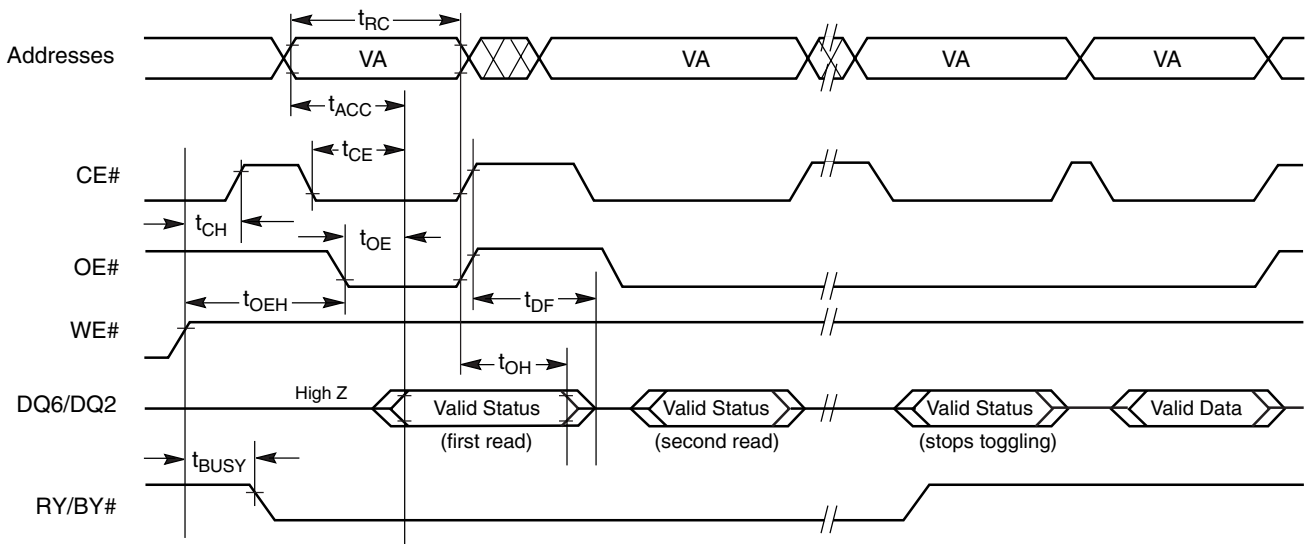 tRC
Addresses VA VA VA VA
tACC
tCE
CE#
tCH
tOE
OE#
tOEH
tDF
WE#
tOH
High Z
DQ6/DQ2 Valid Status Valid Status Valid Status Valid Data
(first read) (second read) (stops toggling)
tBUSY
RY/BY#